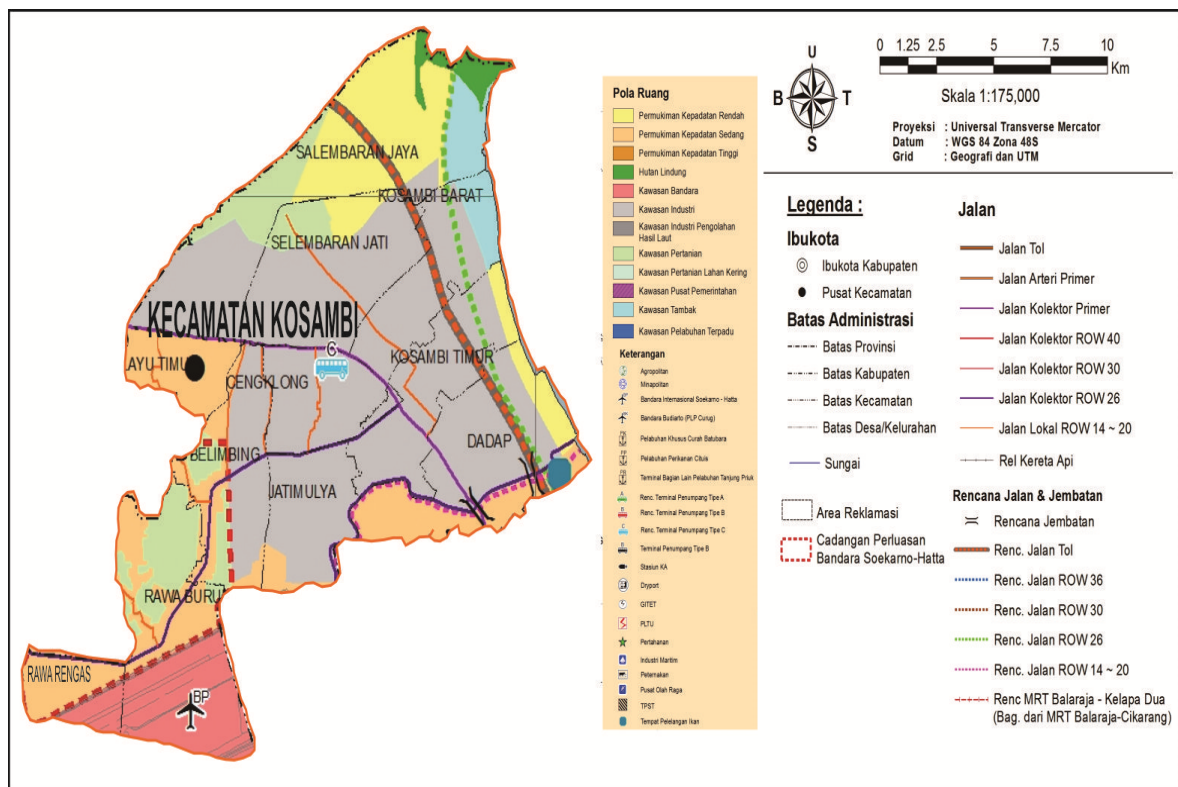 SALEMBARAN JAYA
KOSAMBI BARAT
SELEMBARAN JATI
KECAMATAN KOSAMBI
C
KOSAMBI TIMUR
AYU TIMU
CENGKLONG
DADAP
BELIMBING
JATIMULYA
RAWA BURU
RAWA RENGAS
BP
Pola Ruang
Permukiman Kepadatan Rendah
Permukiman Kepadatan Sedang
Permukiman Kepadatan Tinggi
Hutan Lindung
Kawasan Bandara
Kawasan Industri
Kawasan Industri Pengolahan
Hasil Laut
Kawasan Pertanian
Kawasan Pertanian Lahan Kering
Kawasan Pusat Pemerintahan
Kawasan Tambak
Kawasan Pelabuhan Terpadu
Keterangan
Agropolitan
Minapolitan
Bandara Internasional Soekarno - Hatta
Bandara Budiarto (PLP Curug)
Pelabuhan Khusus Curah Batubara
Pelabuhan Perikanan Cituis
Terminal Bagian Lain Pelabuhan Tanjung Priuk
Renc. Terminal Penumpang Tipe A
Renc. Terminal Penumpang Tipe B
Renc. Terminal Penumpang Tipe C
Terminal Penumpang Tipe B
Stasiun KA
Dryport
GITET
PLTU
Pertahanan
Industri Maritim
Peternakan
Pusat Olah Raga
TPST
Tempat Pelelangan Ikan
U
B T
S
0 1.25 2.5 5 7.5 10
Km
Skala 1:175,000
Proyeksi : Universal Transverse Mercator
Datum : WGS 84 Zona 48S
Grid : Geografi dan UTM
Legenda :
Ibukota
Ibukota Kabupaten
Pusat Kecamatan
Batas Administrasi
Batas Provinsi
Batas Kabupaten
Batas Kecamatan
Batas Desa/Kelurahan
Sungai
Area Reklamasi
Cadangan Perluasan
Bandara Soekarno-Hatta
Jalan
Jalan Tol
Jalan Arteri Primer
Jalan Kolektor Primer
Jalan Kolektor ROW 40
Jalan Kolektor ROW 30
Jalan Kolektor ROW 26
Jalan Lokal ROW 14 ~ 20
Rel Kereta Api
Rencana Jalan & Jembatan
Rencana Jembatan
Renc. Jalan Tol
Renc. Jalan ROW 36
Renc. Jalan ROW 30
Renc. Jalan ROW 26
Renc. Jalan ROW 14 ~ 20
Renc MRT Balaraja - Kelapa Dua
(Bag. dari MRT Balaraja-Cikarang)